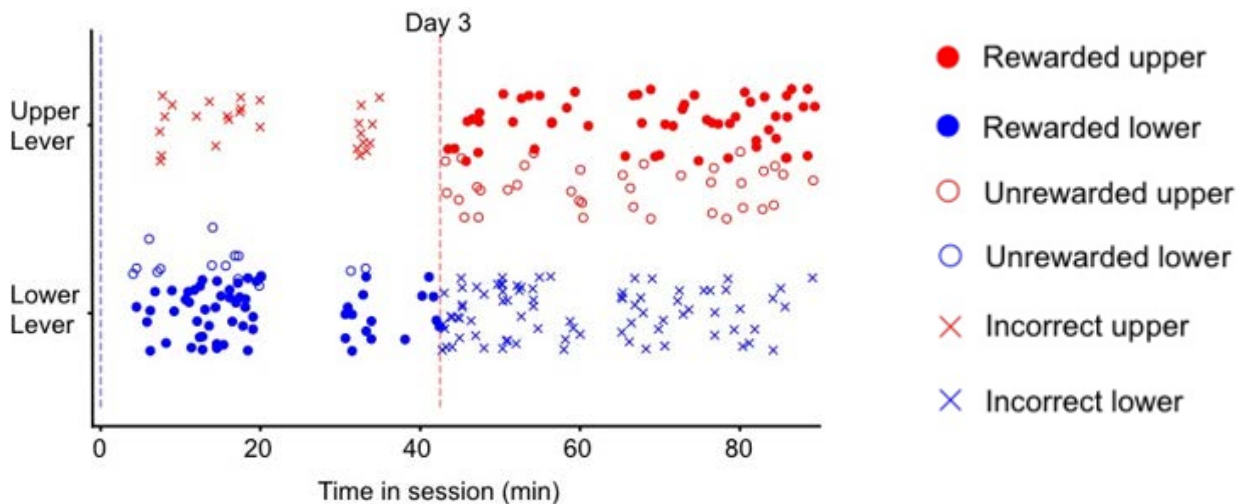 Day 3
Upper
Lever
Lower
Lever
0 20 40 60 80
Time in session (min)
Rewarded upper
Rewarded lower
Unrewarded upper
Unrewarded lower
Incorrect upper
Incorrect lower